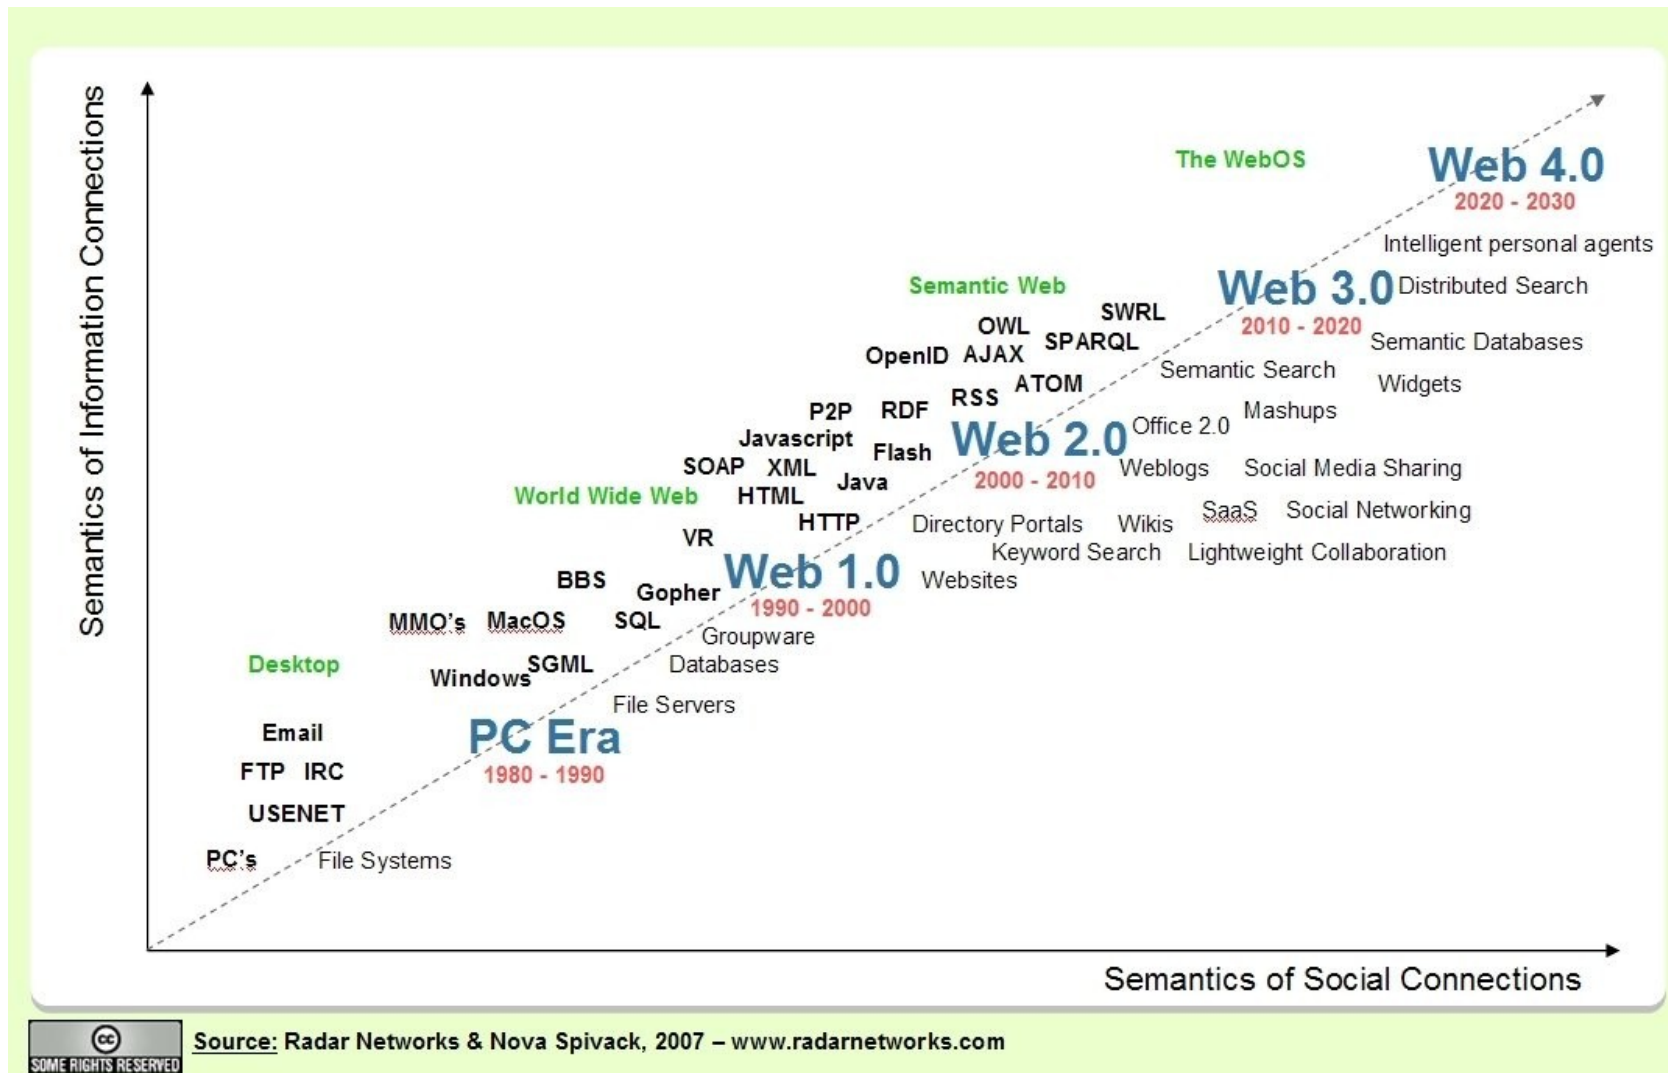 Semantics of Information Connections
The WebOS
Web 4.0
2020 - 2030
Intelligent personal agents
Semantic Web
Web 3.0
Distributed Search
2010 - 2020
SWRL
OWL
SPARQL
Semantic Databases
OpenID AJAX
Semantic Search
Widgets
ATOM
RSS
P2P RDF
Mashups
Office 2.0
Web 2.0
Javascript
Flash
SOAP XML
Weblogs Social Media Sharing
2000 - 2010
Java
World Wide Web
HTML
SaaS Social Networking
HTTP
Directory Portals Wikis
VR
Keyword Search Lightweight Collaboration
Web 1.0
Websites
BBS
Gopher
1990 - 2000
MMO's MacOS SQL
Groupware
Desktop
SGML
Databases
Windows
File Servers
Email
PC Era
FTP IRC
1980 - 1990
USENET
PC's
File Systems
Semantics of Social Connections
cc
SOME RIGHTS RESERVED
Source: Radar Networks & Nova Spivack, 2007 – www.radarnetworks.com